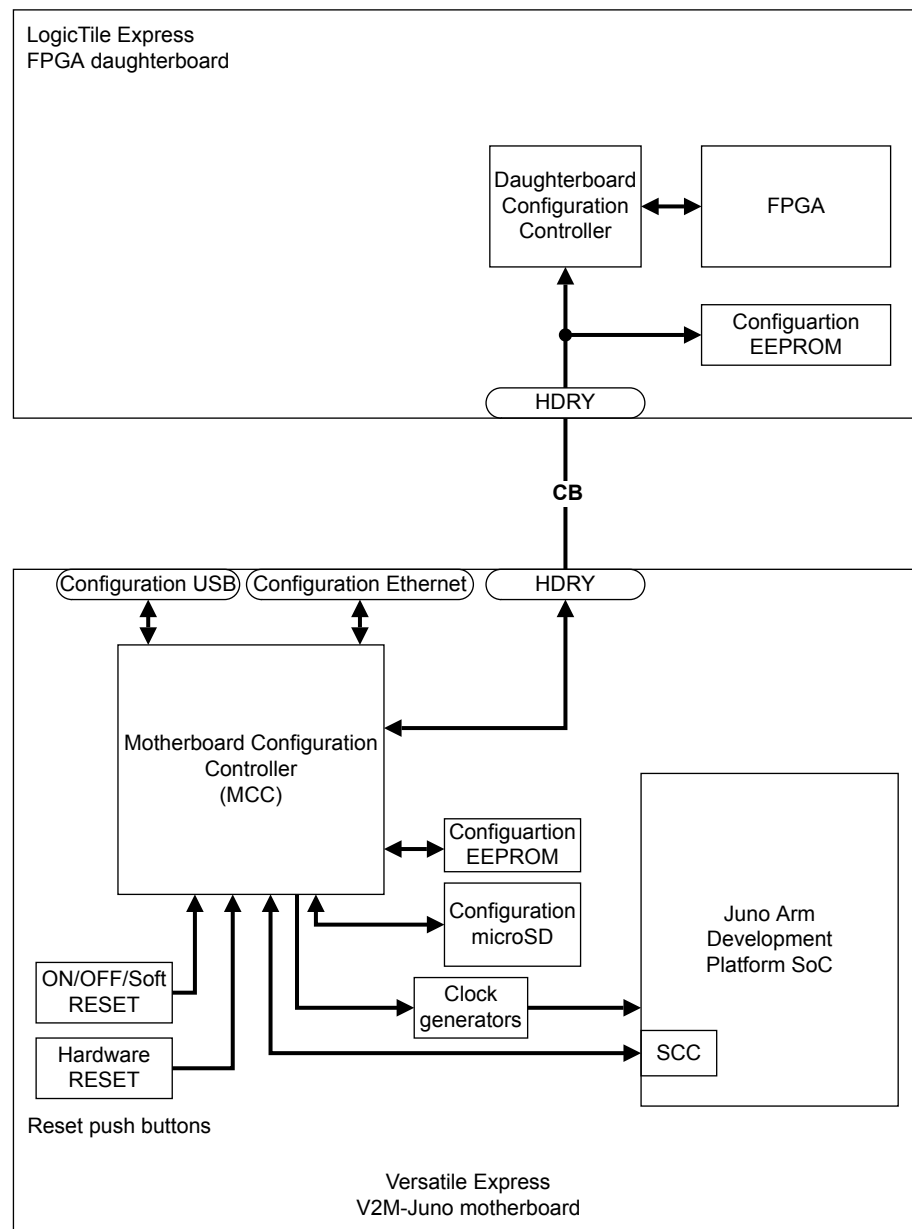 LogicTile Express
FPGA daughterboard
Daughterboard
Configuration
Controller
FPGA
Configuartion
EEPROM
HDRY
CB
Configuration USB
Configuration Ethernet
HDRY
Motherboard Configuration
Controller
(MCC)
Configuartion
EEPROM
Configuration
microSD
Juno Arm
Development
Platform SoC
ON/OFF/Soft
RESET
Clock
generators
Hardware
RESET
SCC
Reset push buttons
Versatile Express
V2M-Juno motherboard